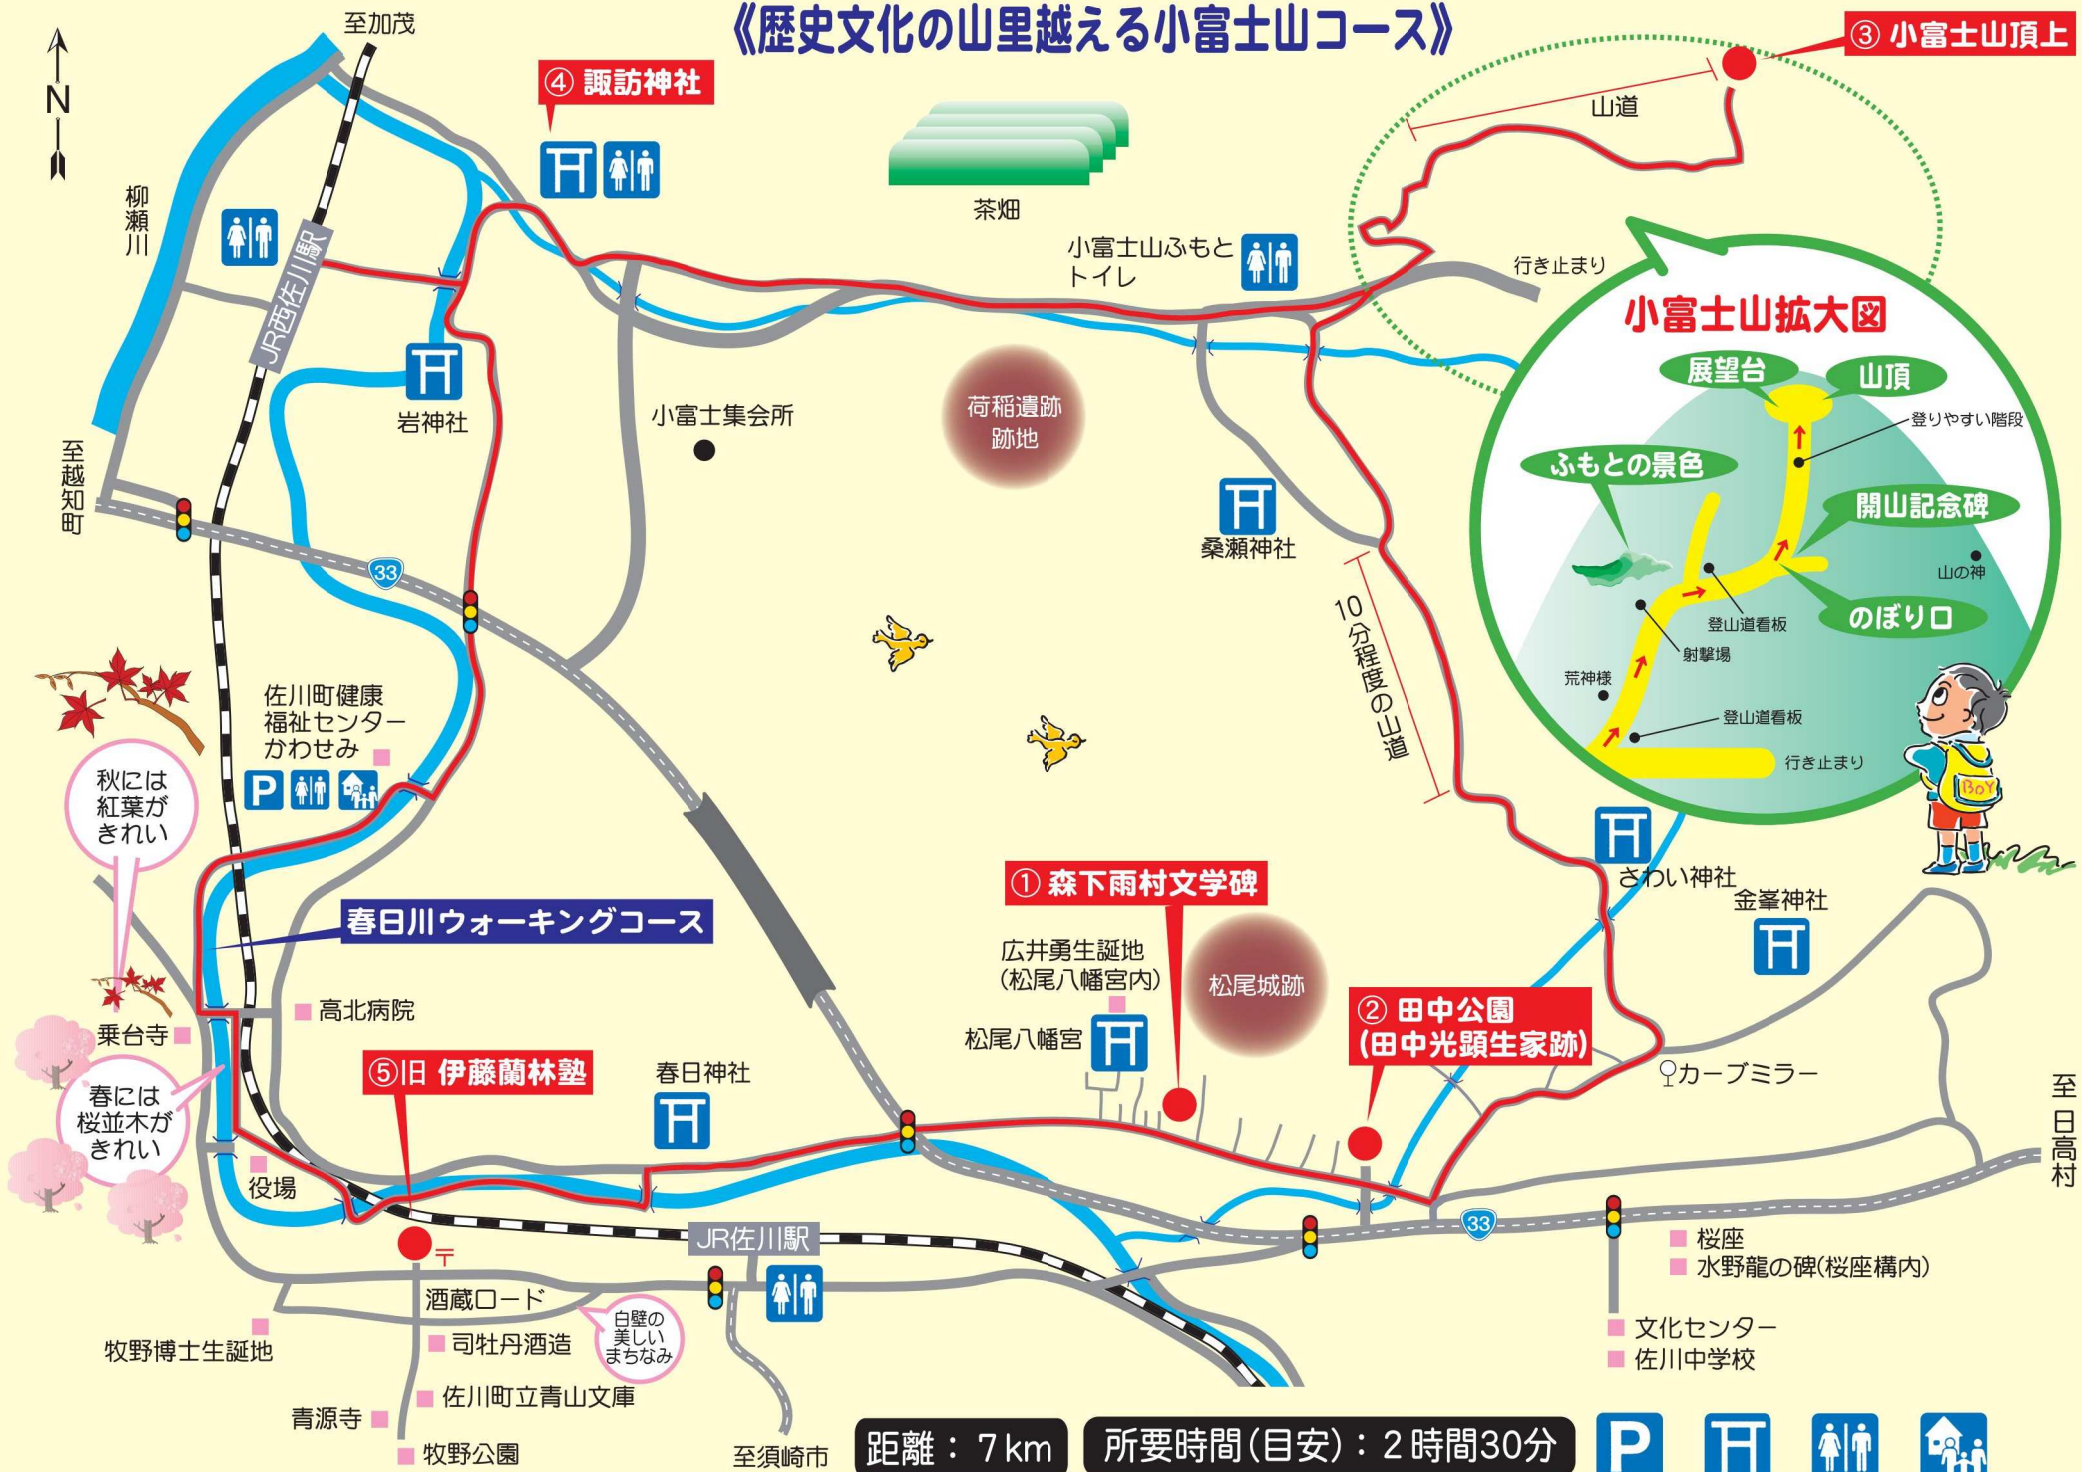 《歴史文化の山里越える小富士山コース》
至加茂
N
③ 小富士山頂上
④ 諏訪神社
山道
柳瀬川
茶畑
JR西佐川駅
小富士山ふもと
トイレ
行き止まり
小富士山拡大図
展望台
山頂
登りやすい階段
ふもとの景色
開山記念碑
山の神
のぼり口
登山道看板
射撃場
荒神様
登山道看板
行き止まり
BOY
岩神社
小富士集会所
荷稲遺跡
跡地
至越知町
桑瀬神社
33
10分程度の山道
佐川町健康
福祉センター
かわせみ
P
秋には
紅葉が
きれい
さわい神社
金峯神社
① 森下雨村文学碑
春日川ウォーキングコース
広井勇生誕地
(松尾八幡宮内)
松尾城跡
高北病院
松尾八幡宮
② 田中公園
(田中光顕生家跡)
乗台寺
⑤旧 伊藤蘭林塾
春日神社
カーブミラー
至日高村
春には
桜並木が
きれい
役場
〒
JR佐川駅
33
桜座
水野龍の碑(桜座構内)
酒蔵ロード
白壁の
美しい
まちなみ
牧野博士生誕地
司牡丹酒造
文化センター
佐川中学校
佐川町立青山文庫
青源寺
牧野公園
至須崎市
距離：7km
所要時間(目安)：2時間30分
P